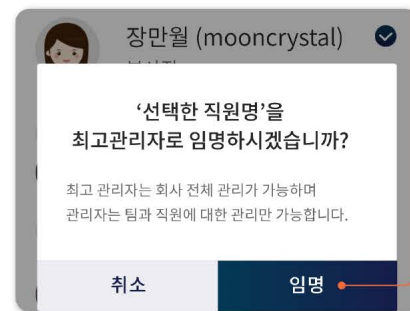 장만월 (mooncrystal)
‘선택한 직원명’을
최고관리자로 임명하시겠습니까?
최고 관리자는 회사 전체 관리가 가능하며
관리자는 팀과 직원에 대한 관리만 가능합니다.
취소 임명